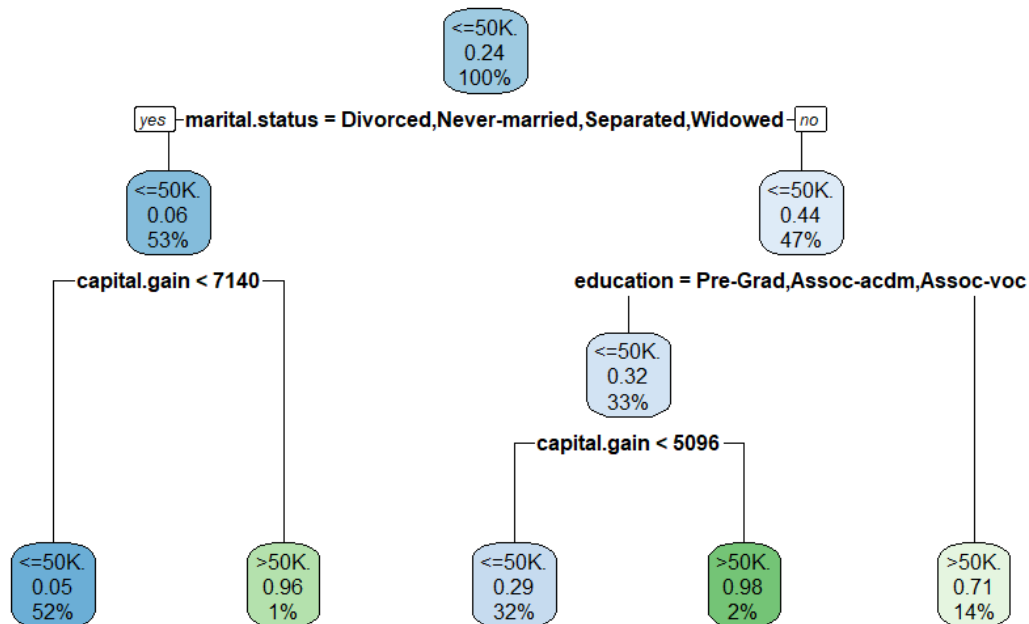 <=50K.
0.24
100%
yes marital.status = Divorced,Never-married,Separated,Widowed no
<=50K.
0.06
53%
<=50K.
0.44
47%
capital.gain < 7140
education = Pre-Grad,Assoc-acdm,Assoc-voc
<=50K.
0.32
33%
capital.gain < 5096
<=50K.
0.05
52%
>50K.
0.96
1%
<=50K.
0.29
32%
>50K.
0.98
2%
>50K.
0.71
14%